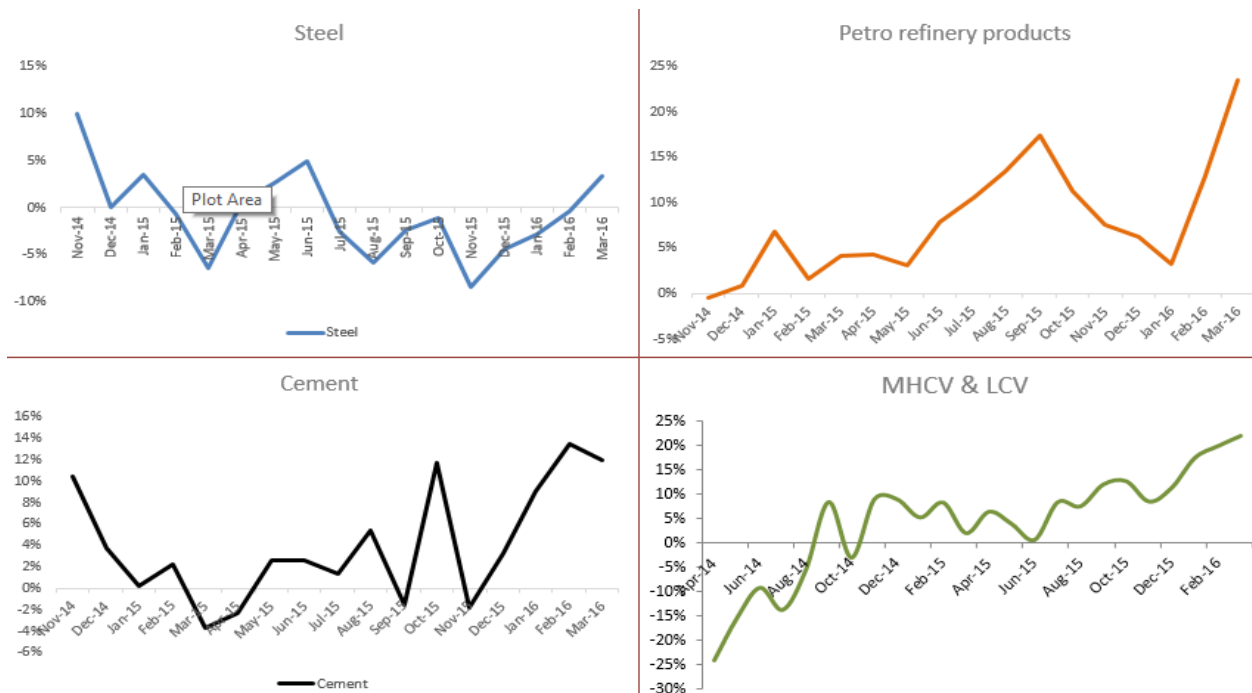 Steel
15%
10%
5%
0%
-5%
-10%
Plot Area
Nov-14
Dec-14
Jan-15
Feb-15
Mar-15
Apr-15
May-15
Jun-15
Jul-15
Aug-15
Sep-15
Oct-15
Nov-15
Dec-15
Jan-16
Feb-16
Mar-16
Steel
Petro refinery products
25%
20%
15%
10%
5%
0%
-5%
Nov-14
Dec-14
Jan-15
Feb-15
Mar-15
Apr-15
May-15
Jun-15
Jul-15
Aug-15
Sep-15
Oct-15
Nov-15
Dec-15
Jan-16
Feb-16
Mar-16
Cement
16%
14%
12%
10%
8%
6%
4%
2%
0%
-2%
-4%
-6%
Nov-14
Dec-14
Jan-15
Feb-15
Mar-15
Apr-15
May-15
Jun-15
Jul-15
Aug-15
Sep-15
Oct-15
Nov-15
Dec-15
Jan-16
Feb-16
Mar-16
Cement
MHCV & LCV
25%
20%
15%
10%
5%
0%
-5%
-10%
-15%
-20%
-25%
-30%
Apr-14
Jun-14
Aug-14
Oct-14
Dec-14
Feb-15
Apr-15
Jun-15
Aug-15
Oct-15
Dec-15
Feb-16